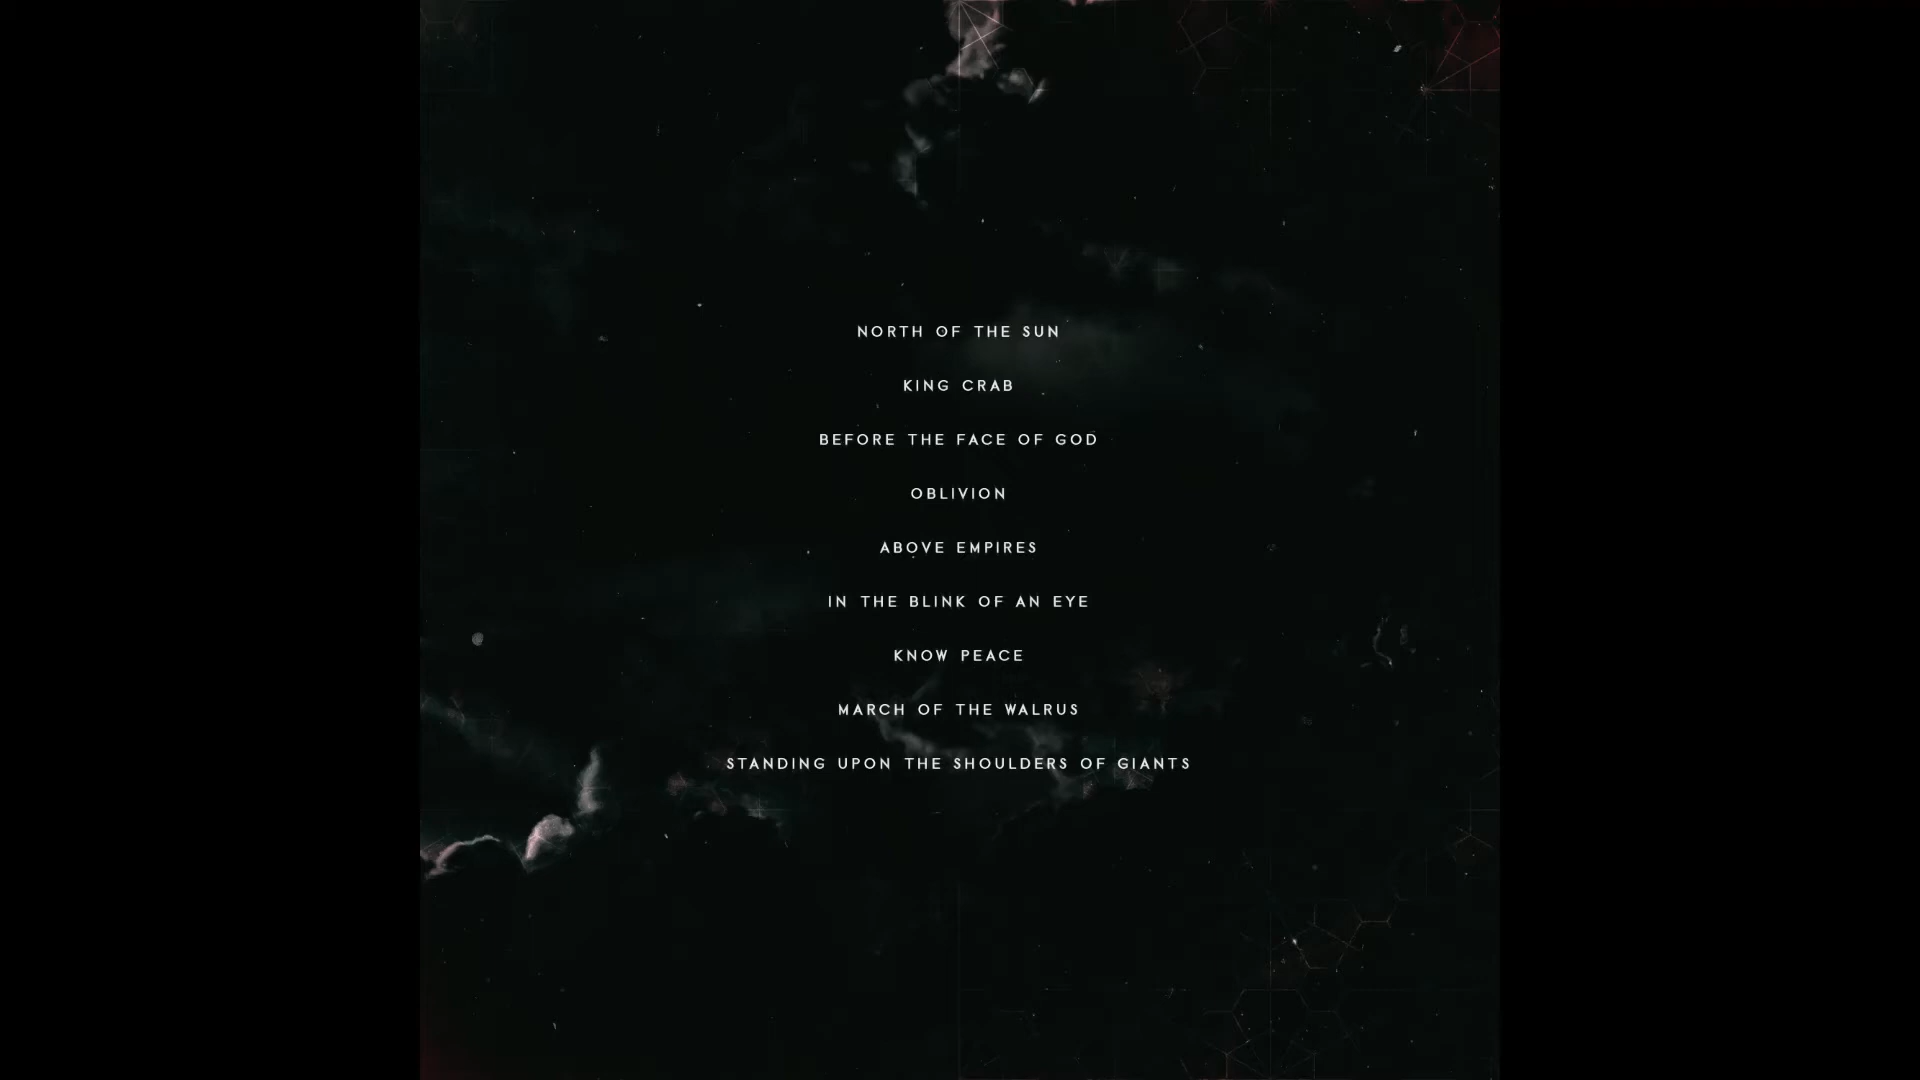 NORTH OF THE SUN
KING CRAB
BEFORE THE FACE OF GOD
OBLIVION
ABOVE EMPIRES
IN THE BLINK OF AN EYE
KNOW PEACE
MARCH OF THE WALRUS
STANDING UPON THE SHOULDERS OF GIANTS